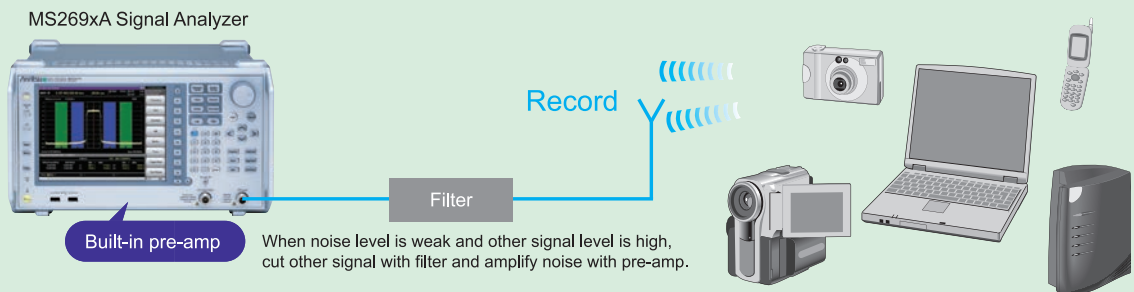 MS269xA Signal Analyzer
Anritsu
Record
Filter
Built-in pre-amp
When noise level is weak and other signal level is high,
cut other signal with filter and amplify noise with pre-amp.